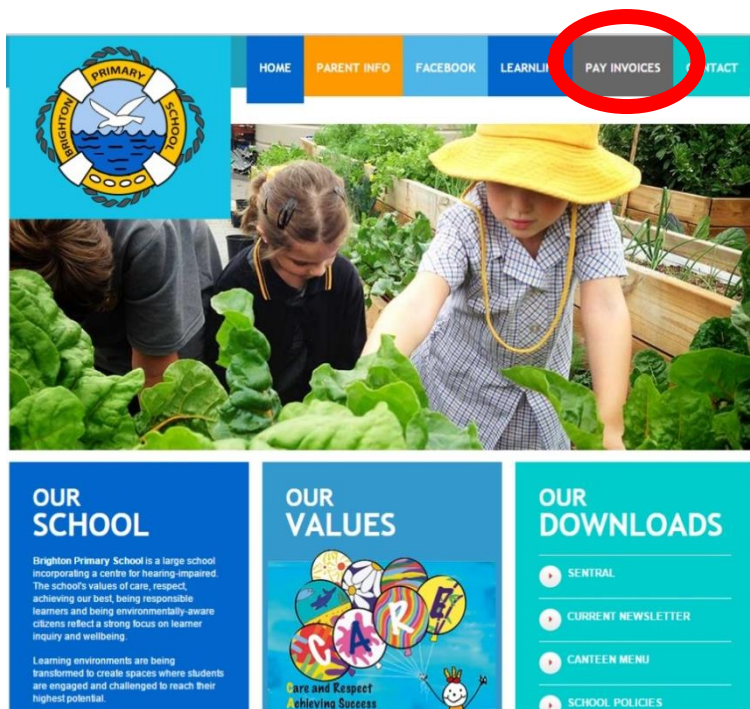 BRIGHTON PRIMARY SCHOOL
HOME
PARENT INFO
FACEBOOK
PAY INVOICES
OUR
SCHOOL
Brighton Primary School is a large school
incorporating a centre for hearing-impaired.
The school's values of care, respect,
achieving our best, being responsible
learners and being environmentally-aware
citizens reflect a strong focus on learner
inquiry and wellbeing.
Learning environments are being
transformed to create spaces where students
are engaged and challenged to reach their
highest potential.
OUR
VALUES
CARE
Care and Respect
Achieving Success
OUR
DOWNLOADS
SENTRAL
CURRENT NEWSLETTER
CANTEEN MENU
SCHOOL POLICIES